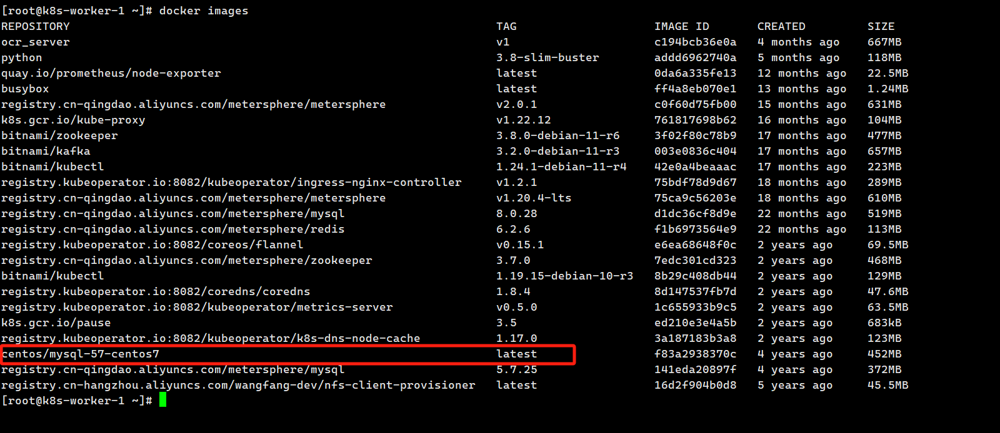 [root@k8s-worker-1 ~]# docker images
REPOSITORY TAG IMAGE ID CREATED SIZE
ocr_server v1 c194bcb36e0a 4 months ago 667MB
python 3.8-slim-buster addd6962740a 5 months ago 118MB
quay.io/prometheus/node-exporter latest 0da6a335fe13 12 months ago 22.5MB
busybox latest ff4a8eb070e1 13 months ago 1.24MB
registry.cn-qingdao.aliyuncs.com/metersphere/metersphere v2.0.1 c0f60d75fb00 15 months ago 631MB
k8s.gcr.io/kube-proxy v1.22.12 761817698b62 16 months ago 104MB
bitnami/zookeeper 3.8.0-debian-11-r6 3f02f80c78b9 17 months ago 477MB
bitnami/kafka 3.2.0-debian-11-r3 003e0836c404 17 months ago 657MB
bitnami/kubectl 1.24.1-debian-11-r4 42e0a4beaaac 17 months ago 223MB
registry.kubeoperator.io:8082/kubeoperator/ingress-nginx-controller v1.2.1 75bdf78d9d67 18 months ago 289MB
registry.cn-qingdao.aliyuncs.com/metersphere/metersphere v1.20.4-lts 75ca9c56203e 18 months ago 610MB
registry.cn-qingdao.aliyuncs.com/metersphere/mysql 8.0.28 d1dc36cf8d9e 22 months ago 519MB
registry.cn-qingdao.aliyuncs.com/metersphere/redis 6.2.6 f1b6973564e9 22 months ago 113MB
registry.kubeoperator.io:8082/coreos/flannel v0.15.1 e6ea68648f0c 2 years ago 69.5MB
registry.cn-qingdao.aliyuncs.com/metersphere/zookeeper 3.7.0 7edc301cd323 2 years ago 468MB
bitnami/kubectl 1.19.15-debian-10-r3 8b29c408db44 2 years ago 129MB
registry.kubeoperator.io:8082/coredns/coredns 1.8.4 8d147537fb7d 2 years ago 47.6MB
registry.kubeoperator.io:8082/kubeoperator/metrics-server v0.5.0 1c655933b9c5 2 years ago 63.5MB
k8s.gcr.io/pause 3.5 ed210e3e4a5b 2 years ago 683kB
registry.kubeoperator.io:8082/kubeoperator/k8s-dns-node-cache 1.17.0 3a187183b3a8 2 years ago 123MB
centos/mysql-57-centos7 latest f83a2938370c 4 years ago 452MB
registry.cn-qingdao.aliyuncs.com/metersphere/mysql 5.7.25 141eda20897f 4 years ago 372MB
registry.cn-hangzhou.aliyuncs.com/wangfang-dev/nfs-client-provisioner latest 16d2f904b0d8 5 years ago 45.5MB
[root@k8s-worker-1 ~]#